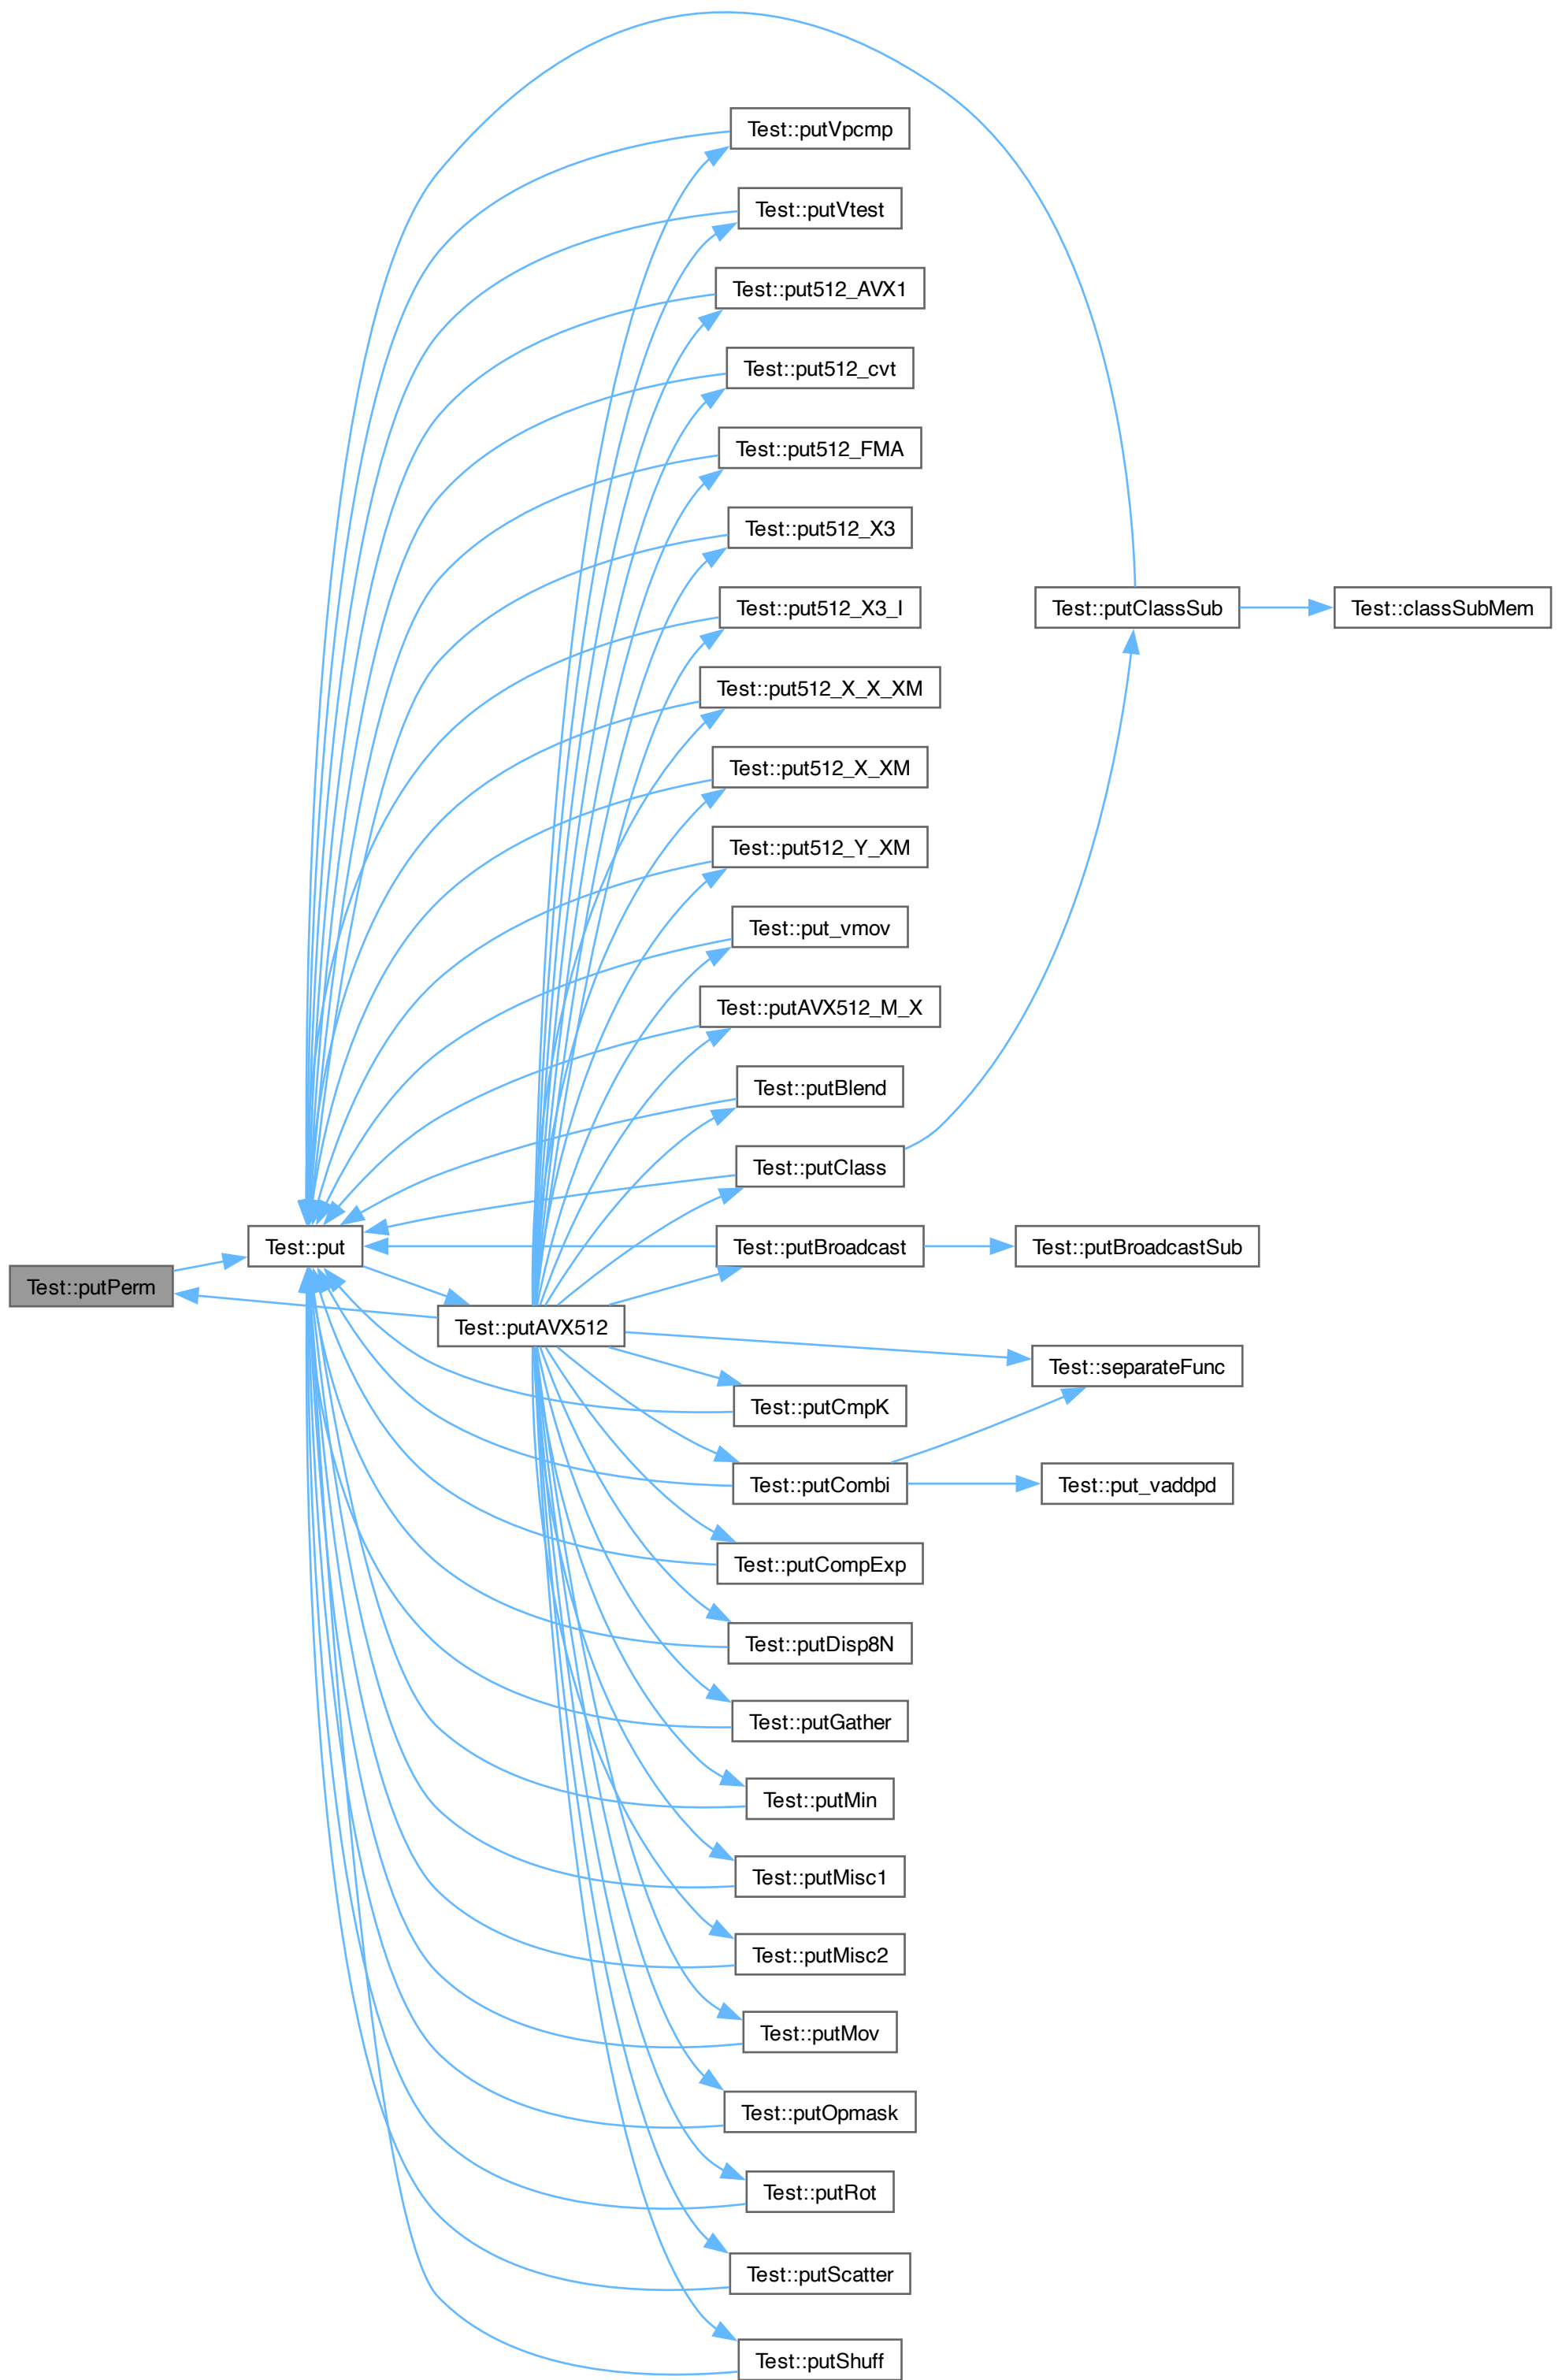 Test::putVpcmp
Test::putVtest
Test::put512_AVX1
Test::put512_cvt
Test::put512_FMA
Test::put512_X3
Test::put512_X3_I
Test::putClassSub
Test::classSubMem
Test::put512_X_X_XM
Test::put512_X_XM
Test::put512_Y_XM
Test::put_vmov
Test::putAVX512_M_X
Test::putBlend
Test::putClass
Test::put
Test::putBroadcast
Test::putBroadcastSub
Test::putPerm
Test::putAVX512
Test::separateFunc
Test::putCmpK
Test::putCombi
Test::put_vaddpd
Test::putCompExp
Test::putDisp8N
Test::putGather
Test::putMin
Test::putMisc1
Test::putMisc2
Test::putMov
Test::putOpmask
Test::putRot
Test::putScatter
Test::putShuff